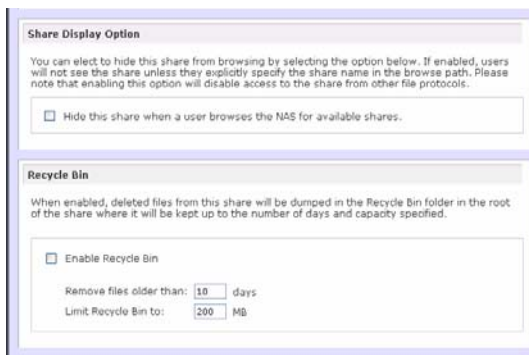 Share Display Option
You can elect to hide this share from browsing by selecting the option below. If enabled, users
will not see the share unless they explicitly specify the share name in the browse path. Please
note that enabling this option will disable access to the share from other file protocols.
Hide this share when a user browses the NAS for available shares.
Recycle Bin
When enabled, deleted files from this share will be dumped in the Recycle Bin folder in the root
of the share where it will be kept up to the number of days and capacity specified.
Enable Recycle Bin
Remove files older than: 10 days
Limit Recycle Bin to: 200 MB